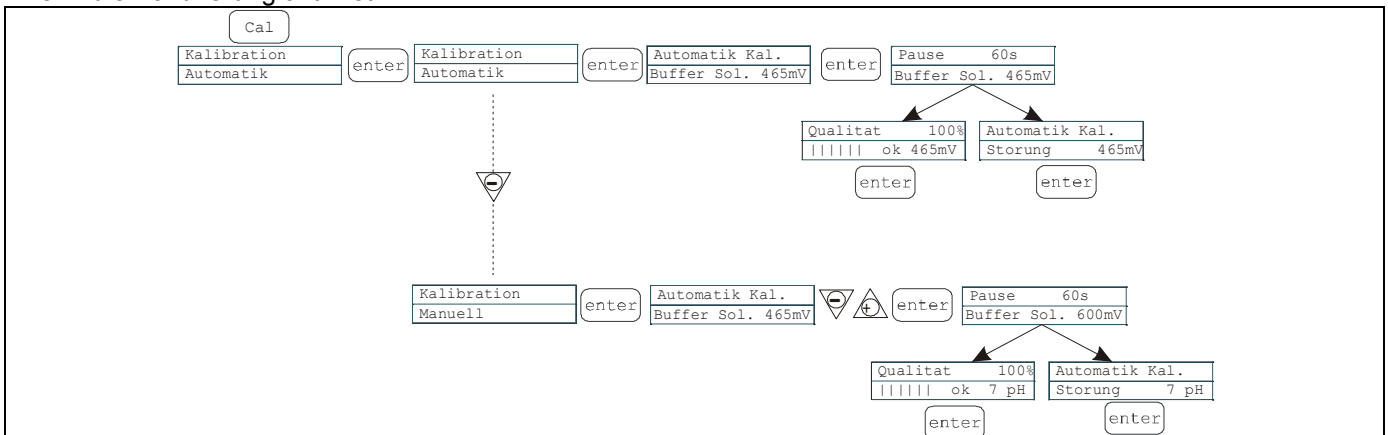 Cal
Kalibration
Automatik
enter
Kalibration
Automatik
enter
Automatik Kal.
Buffer Sol. 465mV
enter
Pause 60s
Buffer Sol. 465mV
Qualitat 100%
|||||| ok 465mV
enter
Automatik Kal.
Storung 465mV
enter
Kalibration
Manuell
enter
Automatik Kal.
Buffer Sol. 465mV
enter
Pause 60s
Buffer Sol. 600mV
Qualitat 100%
|||||| ok 7 pH
enter
Automatik Kal.
Storung 7 pH
enter